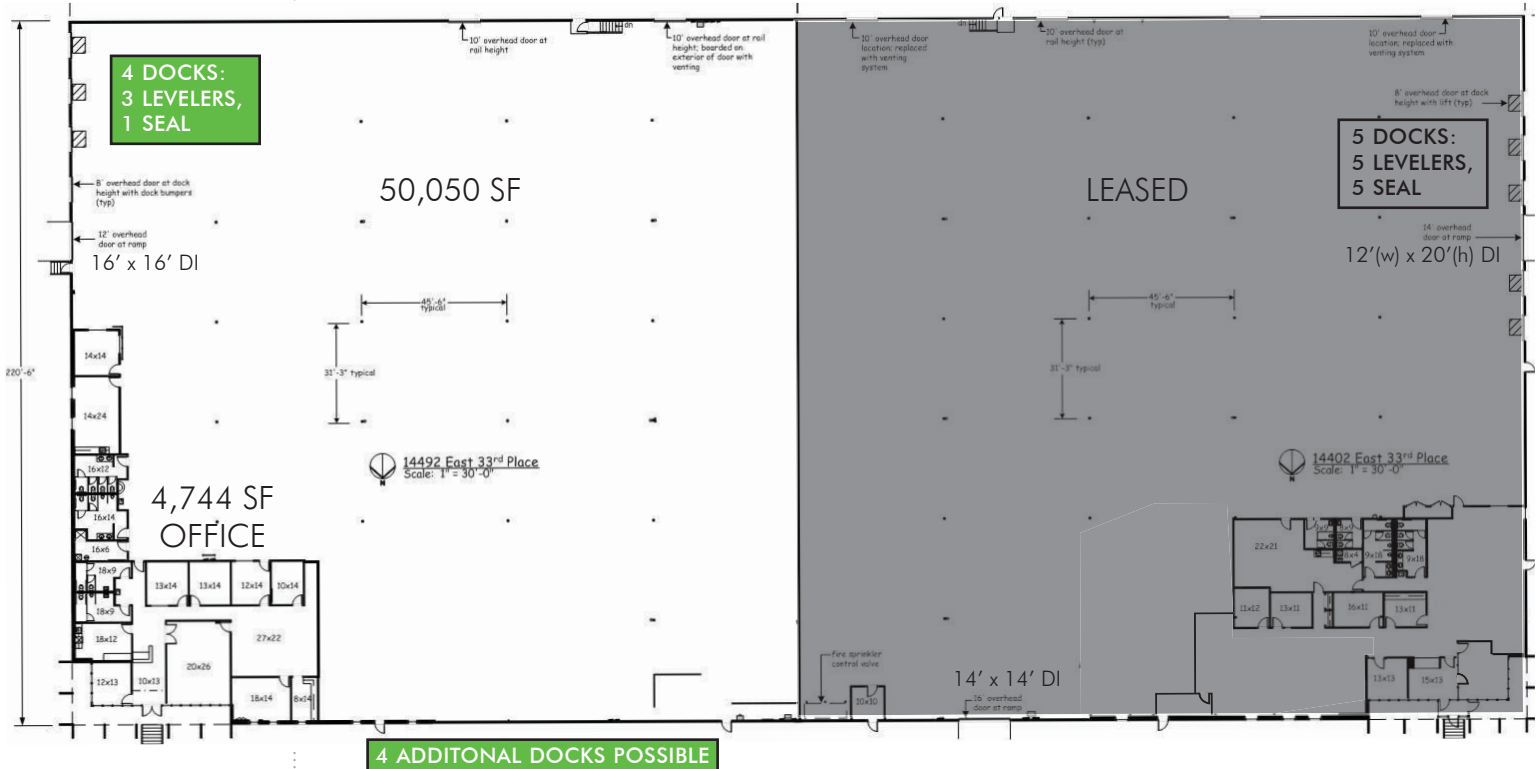 dn
dn
10' overhead door at
rail height
10' overhead door at rail
height; boarded on
exterior of door with
venting
10' overhead door
location; replaced
with venting
system
10' overhead door at
rail height (typ)
10' overhead door
location; replaced with
venting system
4 DOCKS:
3 LEVELERS,
1 SEAL
8' overhead door at dock
height with lift (typ)
5 DOCKS:
5 LEVELERS,
5 SEAL
8' overhead door at dock
height with dock bumpers
(typ)
50,050 SF
LEASED
12' overhead
door at ramp
16' x 16' DI
14' overhead
door at ramp
12'(w) x 20'(h) DI
45'-6"
typical
45'-6"
typical
31'-3" typical
31'-3" typical
220'-6"
14x14
14x24
14492 East 33rd Place
Scale: 1" = 30'-0"
N
14402 East 33rd Place
Scale: 1" = 30'-0"
N
16x12
16x14
16x6
4,744 SF
OFFICE
18x9
18x9
18x12
12x13
10x13
20x26
13x14
13x14
12x14
10x14
27x22
18x14
8x14
22x21
8x4
9x18
9x18
11x12
13x11
16x11
13x11
13x13
15x13
fire sprinkler
control valve
10x10
14' x 14' DI
16' overhead
door at ramp
4 ADDITONAL DOCKS POSSIBLE